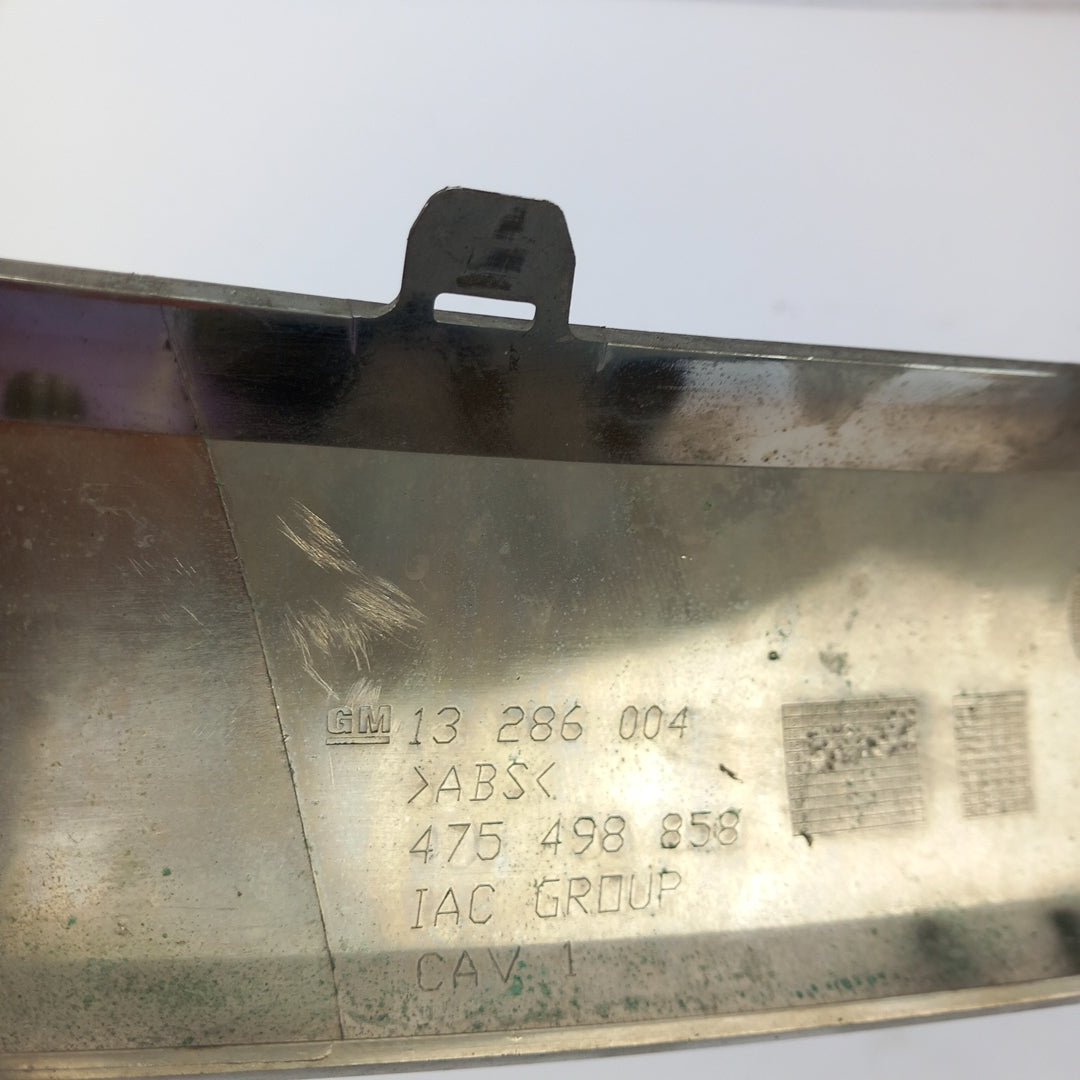 GM 13 286 004
>ABS<
475 498 858
IAC GROUP
CAV 1